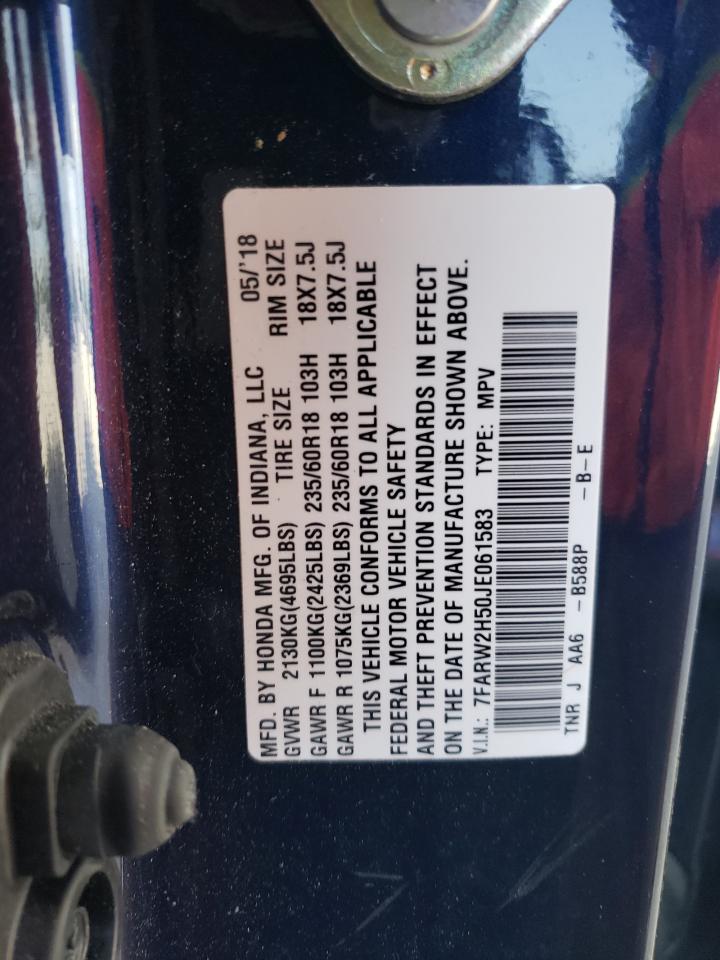 MFD. BY HONDA MFG. OF INDIANA, LLC 05/'18
GVWR 2130KG(4695LBS) TIRE SIZE RIM SIZE
GAWR F 1100KG(2425LBS) 235/60R18 103H 18X7.5J
GAWR R 1075KG(2369LBS) 235/60R18 103H 18X7.5J
THIS VEHICLE CONFORMS TO ALL APPLICABLE
FEDERAL MOTOR VEHICLE SAFETY
AND THEFT PREVENTION STANDARDS IN EFFECT
ON THE DATE OF MANUFACTURE SHOWN ABOVE.
V.I.N.: 7FARW2H50JE061583 TYPE: MPV
TNR J AA6 -B588P -B-E